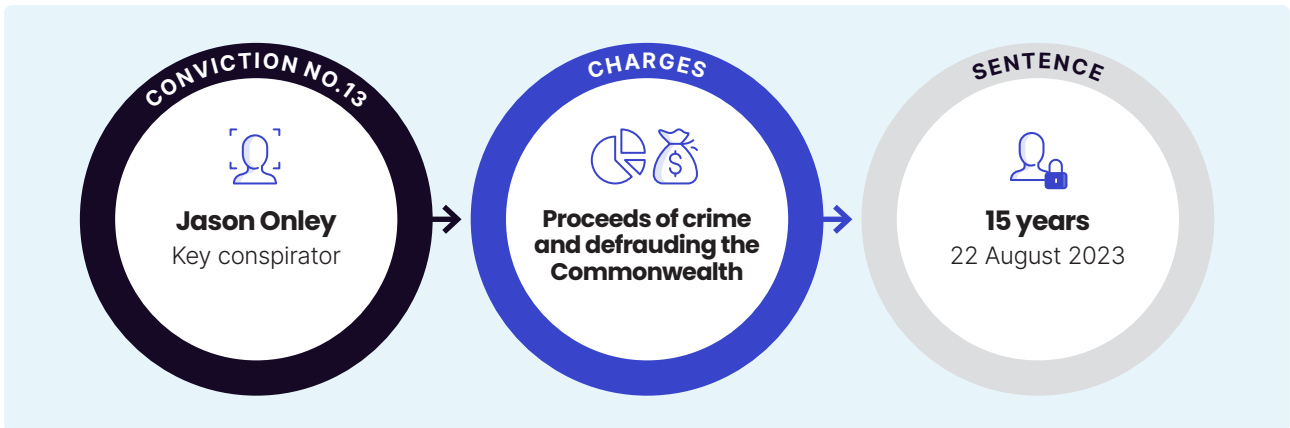 CONVICTION NO.13
Jason Onley
Key conspirator
CHARGES
$
Proceeds of crime
and defrauding the
Commonwealth
SENTENCE
15 years
22 August 2023